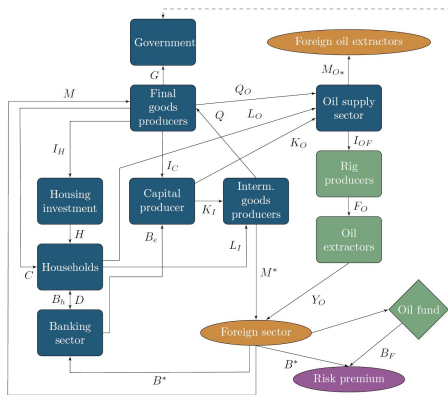 Government
Foreign oil extractors
G
M_{O*}
M
Final
goods
producers
Q_O
Q
L_O
Oil supply
sector
I_H
I_C
K_O
I_{OF}
Rig
producers
Housing
investment
Capital
producer
K_I
Interm.
goods
producers
F_O
H
B_e
L_I
Oil
extractors
C
Households
M*
B_h
D
Y_O
Oil fund
Banking
sector
Foreign sector
B*
B*
B_F
Risk premium